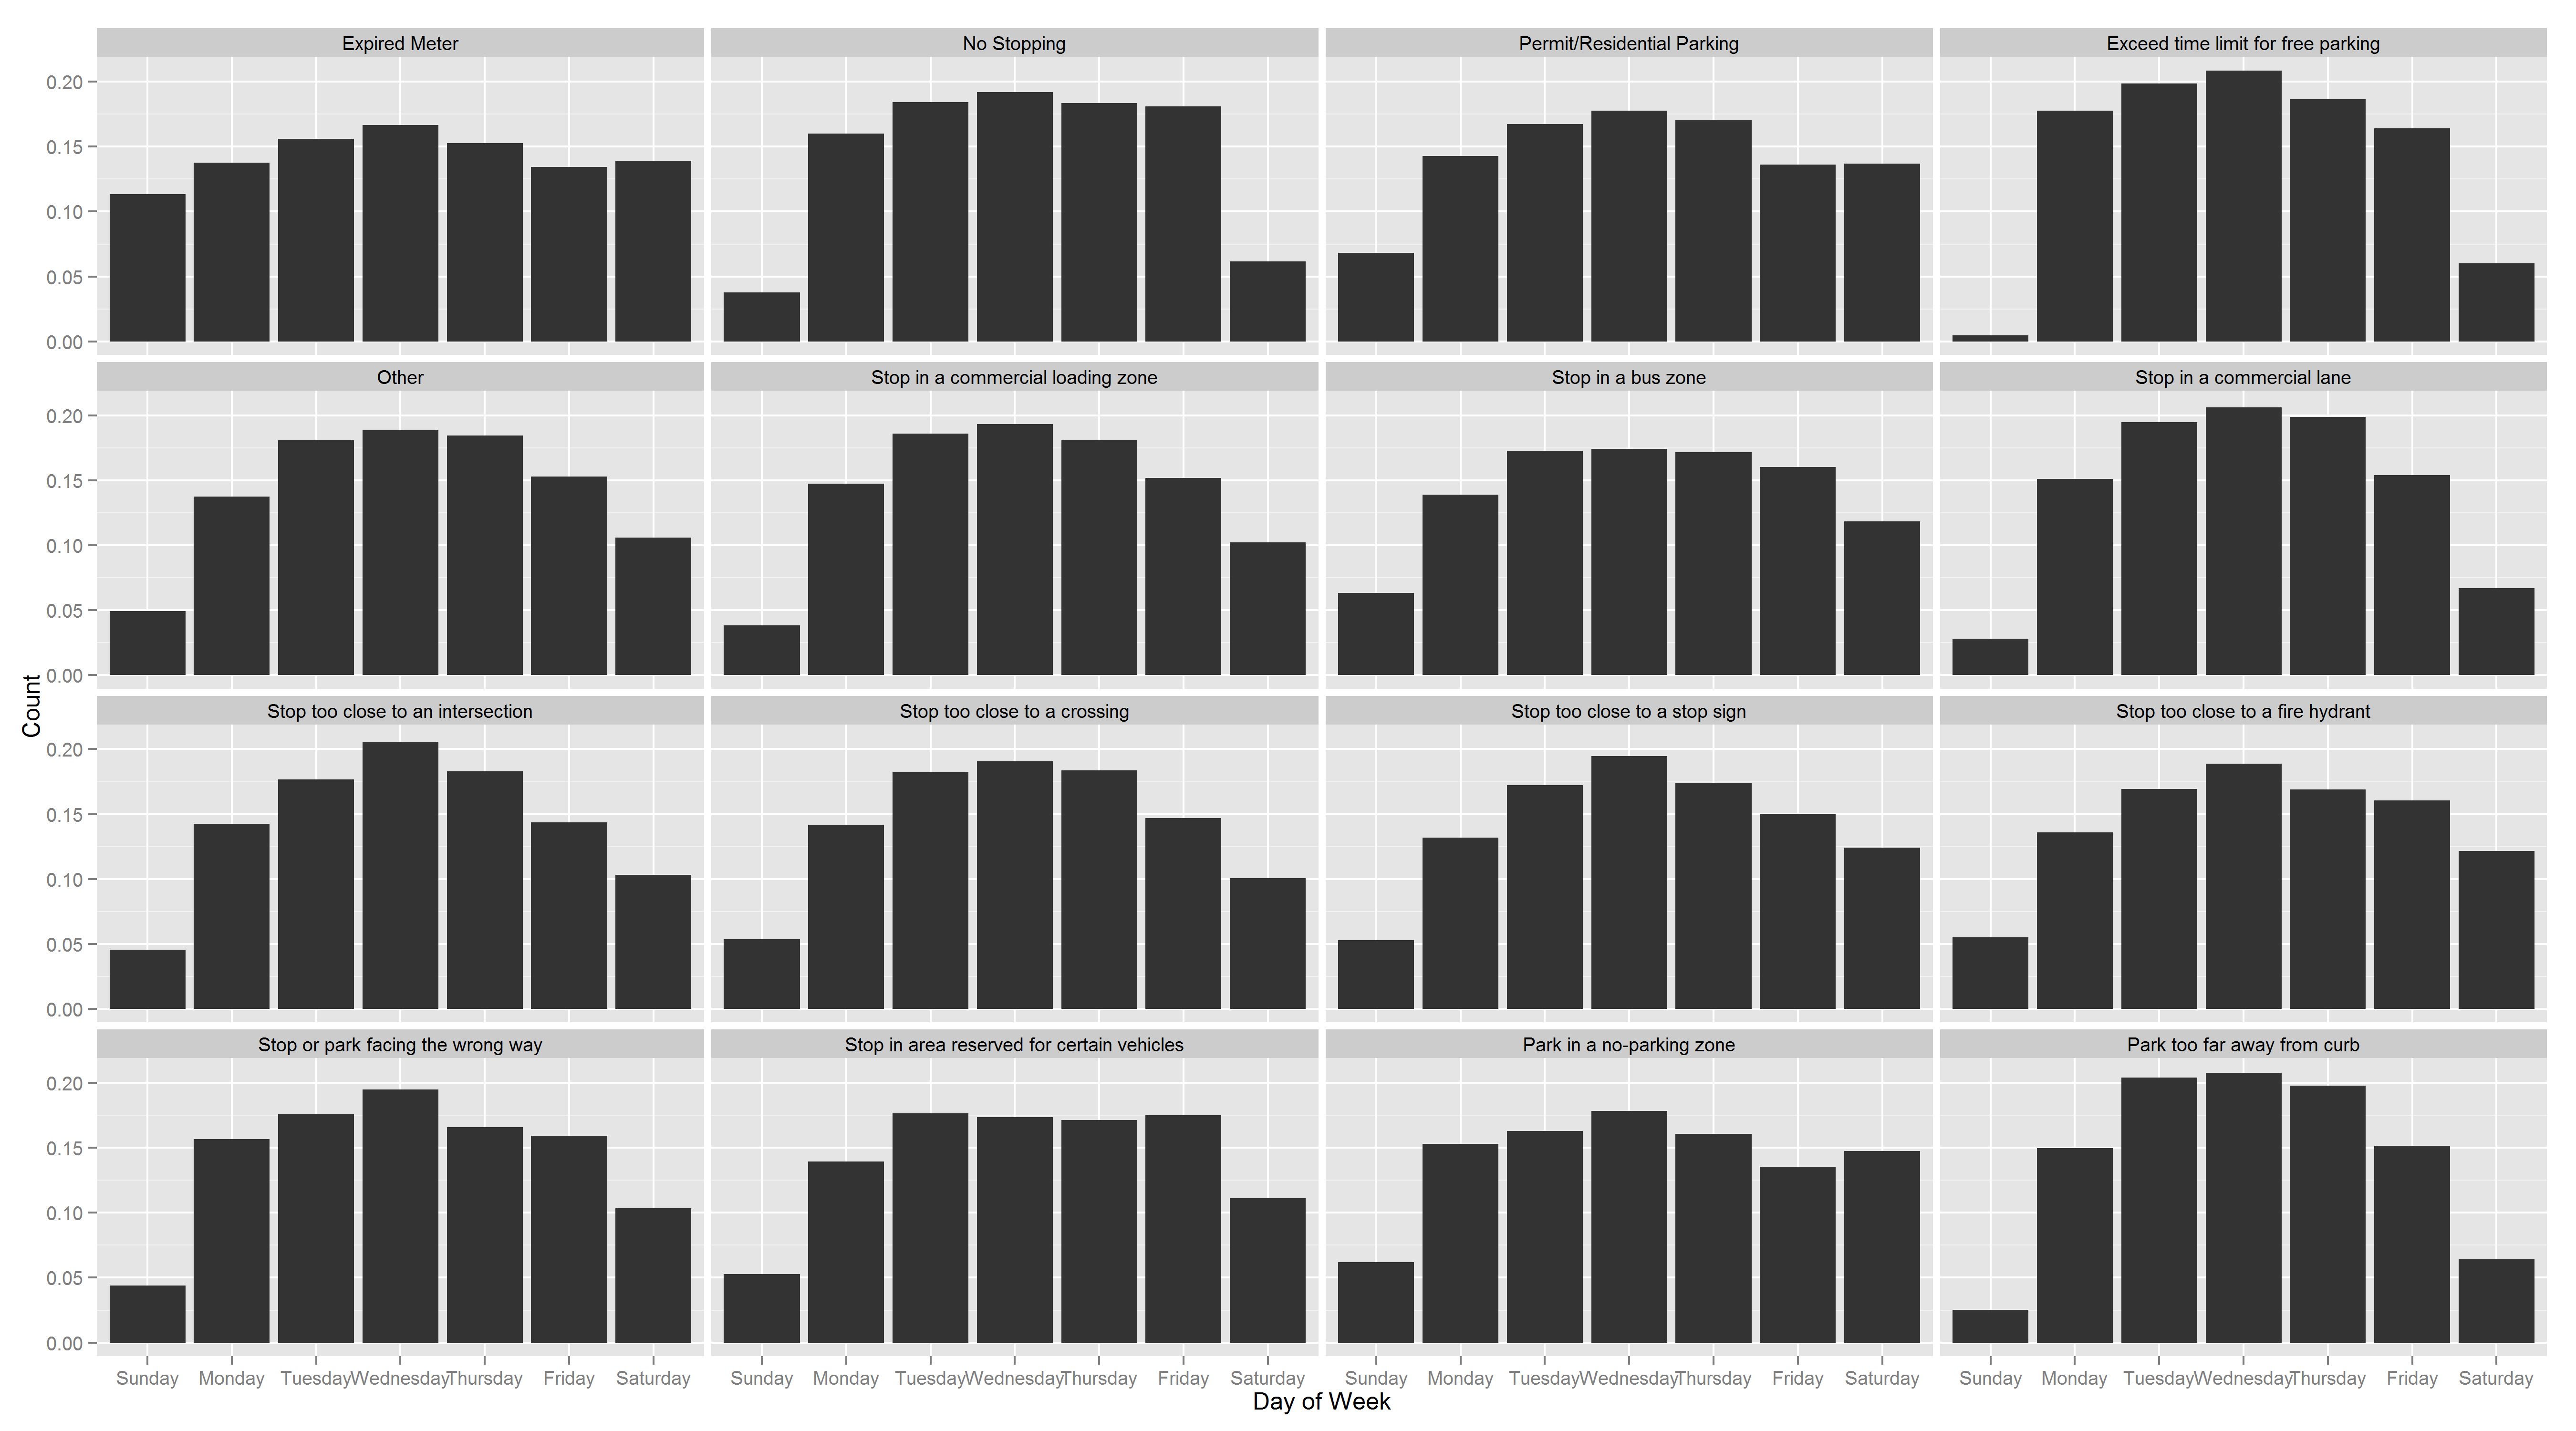 Expired Meter No Stopping Permit/Residential Parking Exceed time limit for free parking
0.20
0.15
0.10
0.05
0.00
Other Stop in a commercial loading zone Stop in a bus zone Stop in a commercial lane
0.20
0.15
0.10
0.05
0.00
Count
Stop too close to an intersection Stop too close to a crossing Stop too close to a stop sign Stop too close to a fire hydrant
0.20
0.15
0.10
0.05
0.00
Stop or park facing the wrong way Stop in area reserved for certain vehicles Park in a no-parking zone Park too far away from curb
0.20
0.15
0.10
0.05
0.00
Sunday Monday Tuesday Wednesday Thursday Friday Saturday Sunday Monday Tuesday Wednesday Thursday Friday Saturday Sunday Monday Tuesday Wednesday Thursday Friday Saturday Sunday Monday Tuesday Wednesday Thursday Friday Saturday
Day of Week